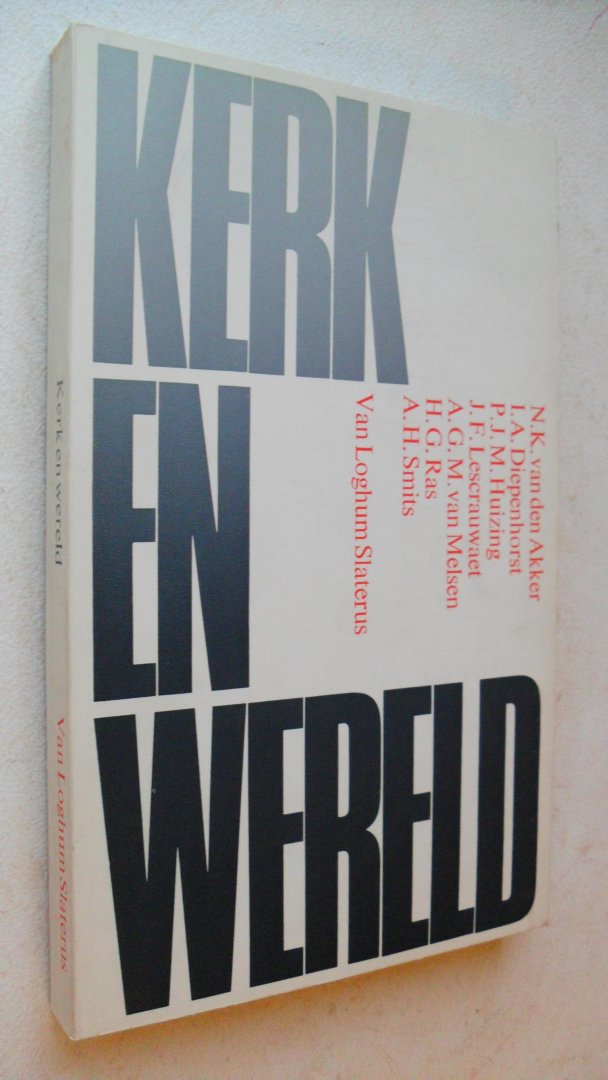 KERK
EN
WERELD
N.K. van den Akker
I.A. Diepenhorst
P.J.M. Huizing
J.F. Lescrauwaet
A.G.M. van Melsen
H.G. Ras
A.H. Smits
Van Loghum Slaterus
Kerk en wereld
Van Loghum Slaterus